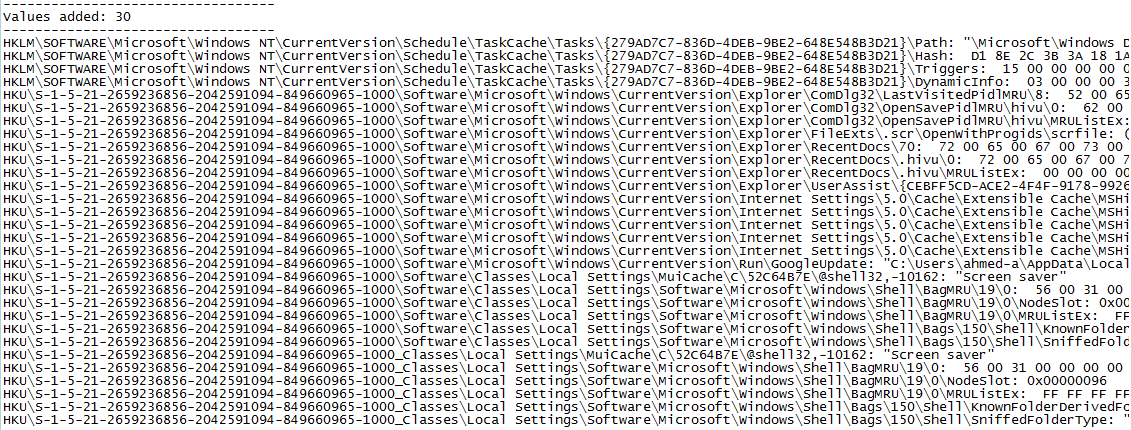 ----------------------------------
Values added: 30
----------------------------------
HKLM\SOFTWARE\Microsoft\Windows NT\CurrentVersion\Schedule\TaskCache\Tasks\{279AD7C7-836D-4DEB-9BE2-648E548B3D21}\Path: "\Microsoft\Windows D
HKLM\SOFTWARE\Microsoft\Windows NT\CurrentVersion\Schedule\TaskCache\Tasks\{279AD7C7-836D-4DEB-9BE2-648E548B3D21}\Hash:  D1 8E 2C 3B 3A 18 1A
HKLM\SOFTWARE\Microsoft\Windows NT\CurrentVersion\Schedule\TaskCache\Tasks\{279AD7C7-836D-4DEB-9BE2-648E548B3D21}\Triggers:  15 00 00 00 00 0
HKLM\SOFTWARE\Microsoft\Windows NT\CurrentVersion\Schedule\TaskCache\Tasks\{279AD7C7-836D-4DEB-9BE2-648E548B3D21}\DynamicInfo:  03 00 00 00 3
HKU\S-1-5-21-2659236856-2042591094-849660965-1000\Software\Microsoft\Windows\CurrentVersion\Explorer\ComDlg32\LastVisitedPidlMRU\8:  52 00 65
HKU\S-1-5-21-2659236856-2042591094-849660965-1000\Software\Microsoft\Windows\CurrentVersion\Explorer\ComDlg32\OpenSavePidlMRU\hivu\0:  62 00
HKU\S-1-5-21-2659236856-2042591094-849660965-1000\Software\Microsoft\Windows\CurrentVersion\Explorer\ComDlg32\OpenSavePidlMRU\hivu\MRUListEx:
HKU\S-1-5-21-2659236856-2042591094-849660965-1000\Software\Microsoft\Windows\CurrentVersion\Explorer\FileExts\.scr\OpenWithProgids\scrfile: (
HKU\S-1-5-21-2659236856-2042591094-849660965-1000\Software\Microsoft\Windows\CurrentVersion\Explorer\RecentDocs\70:  72 00 65 00 67 00 73 00
HKU\S-1-5-21-2659236856-2042591094-849660965-1000\Software\Microsoft\Windows\CurrentVersion\Explorer\RecentDocs\.hivu\0:  72 00 65 00 67 00 7
HKU\S-1-5-21-2659236856-2042591094-849660965-1000\Software\Microsoft\Windows\CurrentVersion\Explorer\RecentDocs\.hivu\MRUListEx:  00 00 00 00
HKU\S-1-5-21-2659236856-2042591094-849660965-1000\Software\Microsoft\Windows\CurrentVersion\Explorer\UserAssist\{CEBFF5CD-ACE2-4F4F-9178-9926
HKU\S-1-5-21-2659236856-2042591094-849660965-1000\Software\Microsoft\Windows\CurrentVersion\Internet Settings\5.0\Cache\Extensible Cache\MSHi
HKU\S-1-5-21-2659236856-2042591094-849660965-1000\Software\Microsoft\Windows\CurrentVersion\Internet Settings\5.0\Cache\Extensible Cache\MSHi
HKU\S-1-5-21-2659236856-2042591094-849660965-1000\Software\Microsoft\Windows\CurrentVersion\Internet Settings\5.0\Cache\Extensible Cache\MSHi
HKU\S-1-5-21-2659236856-2042591094-849660965-1000\Software\Microsoft\Windows\CurrentVersion\Internet Settings\5.0\Cache\Extensible Cache\MSHi
HKU\S-1-5-21-2659236856-2042591094-849660965-1000\Software\Microsoft\Windows\CurrentVersion\Internet Settings\5.0\Cache\Extensible Cache\MSHi
HKU\S-1-5-21-2659236856-2042591094-849660965-1000\Software\Microsoft\Windows\CurrentVersion\Run\GoogleUpdate: "C:\Users\ahmed-a\AppData\Local
HKU\S-1-5-21-2659236856-2042591094-849660965-1000\Software\Classes\Local Settings\MuiCache\C\52C64B7E\@shell32,-10162: "Screen saver"
HKU\S-1-5-21-2659236856-2042591094-849660965-1000\Software\Classes\Local Settings\Software\Microsoft\Windows\Shell\BagMRU\19\0:  56 00 31 00
HKU\S-1-5-21-2659236856-2042591094-849660965-1000\Software\Classes\Local Settings\Software\Microsoft\Windows\Shell\BagMRU\19\0\NodeSlot: 0x00
HKU\S-1-5-21-2659236856-2042591094-849660965-1000\Software\Classes\Local Settings\Software\Microsoft\Windows\Shell\BagMRU\19\0\MRUListEx:  FF
HKU\S-1-5-21-2659236856-2042591094-849660965-1000\Software\Classes\Local Settings\Software\Microsoft\Windows\Shell\Bags\150\Shell\KnownFolder
HKU\S-1-5-21-2659236856-2042591094-849660965-1000\Software\Classes\Local Settings\Software\Microsoft\Windows\Shell\Bags\150\Shell\SniffedFold
HKU\S-1-5-21-2659236856-2042591094-849660965-1000_Classes\Local Settings\MuiCache\C\52C64B7E\@shell32,-10162: "Screen saver"
HKU\S-1-5-21-2659236856-2042591094-849660965-1000_Classes\Local Settings\Software\Microsoft\Windows\Shell\BagMRU\19\0:  56 00 31 00 00 00 00
HKU\S-1-5-21-2659236856-2042591094-849660965-1000_Classes\Local Settings\Software\Microsoft\Windows\Shell\BagMRU\19\0\NodeSlot: 0x00000096
HKU\S-1-5-21-2659236856-2042591094-849660965-1000_Classes\Local Settings\Software\Microsoft\Windows\Shell\BagMRU\19\0\MRUListEx:  FF FF FF FF
HKU\S-1-5-21-2659236856-2042591094-849660965-1000_Classes\Local Settings\Software\Microsoft\Windows\Shell\Bags\150\Shell\KnownFolderDerivedFo
HKU\S-1-5-21-2659236856-2042591094-849660965-1000_Classes\Local Settings\Software\Microsoft\Windows\Shell\Bags\150\Shell\SniffedFolderType: "